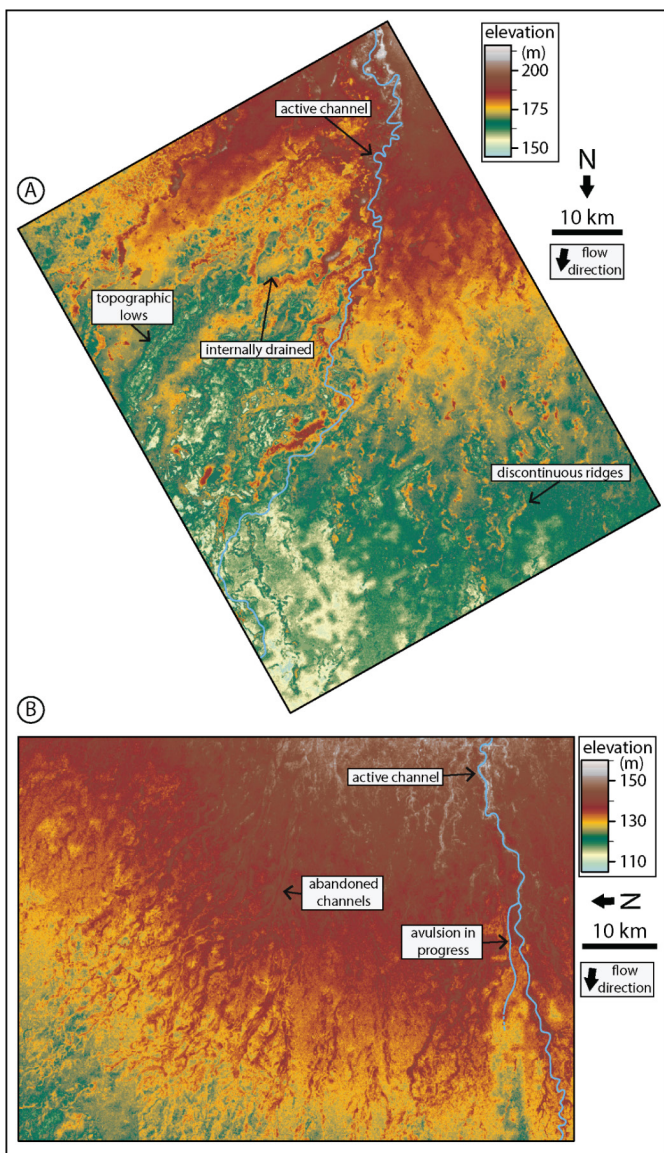 A
elevation
(m)
200
175
150
N
10 km
flow
direction
active channel
topographic
lows
internally drained
discontinuous ridges
B
elevation
(m)
150
130
110
N
10 km
flow
direction
active channel
abandoned
channels
avulsion in
progress